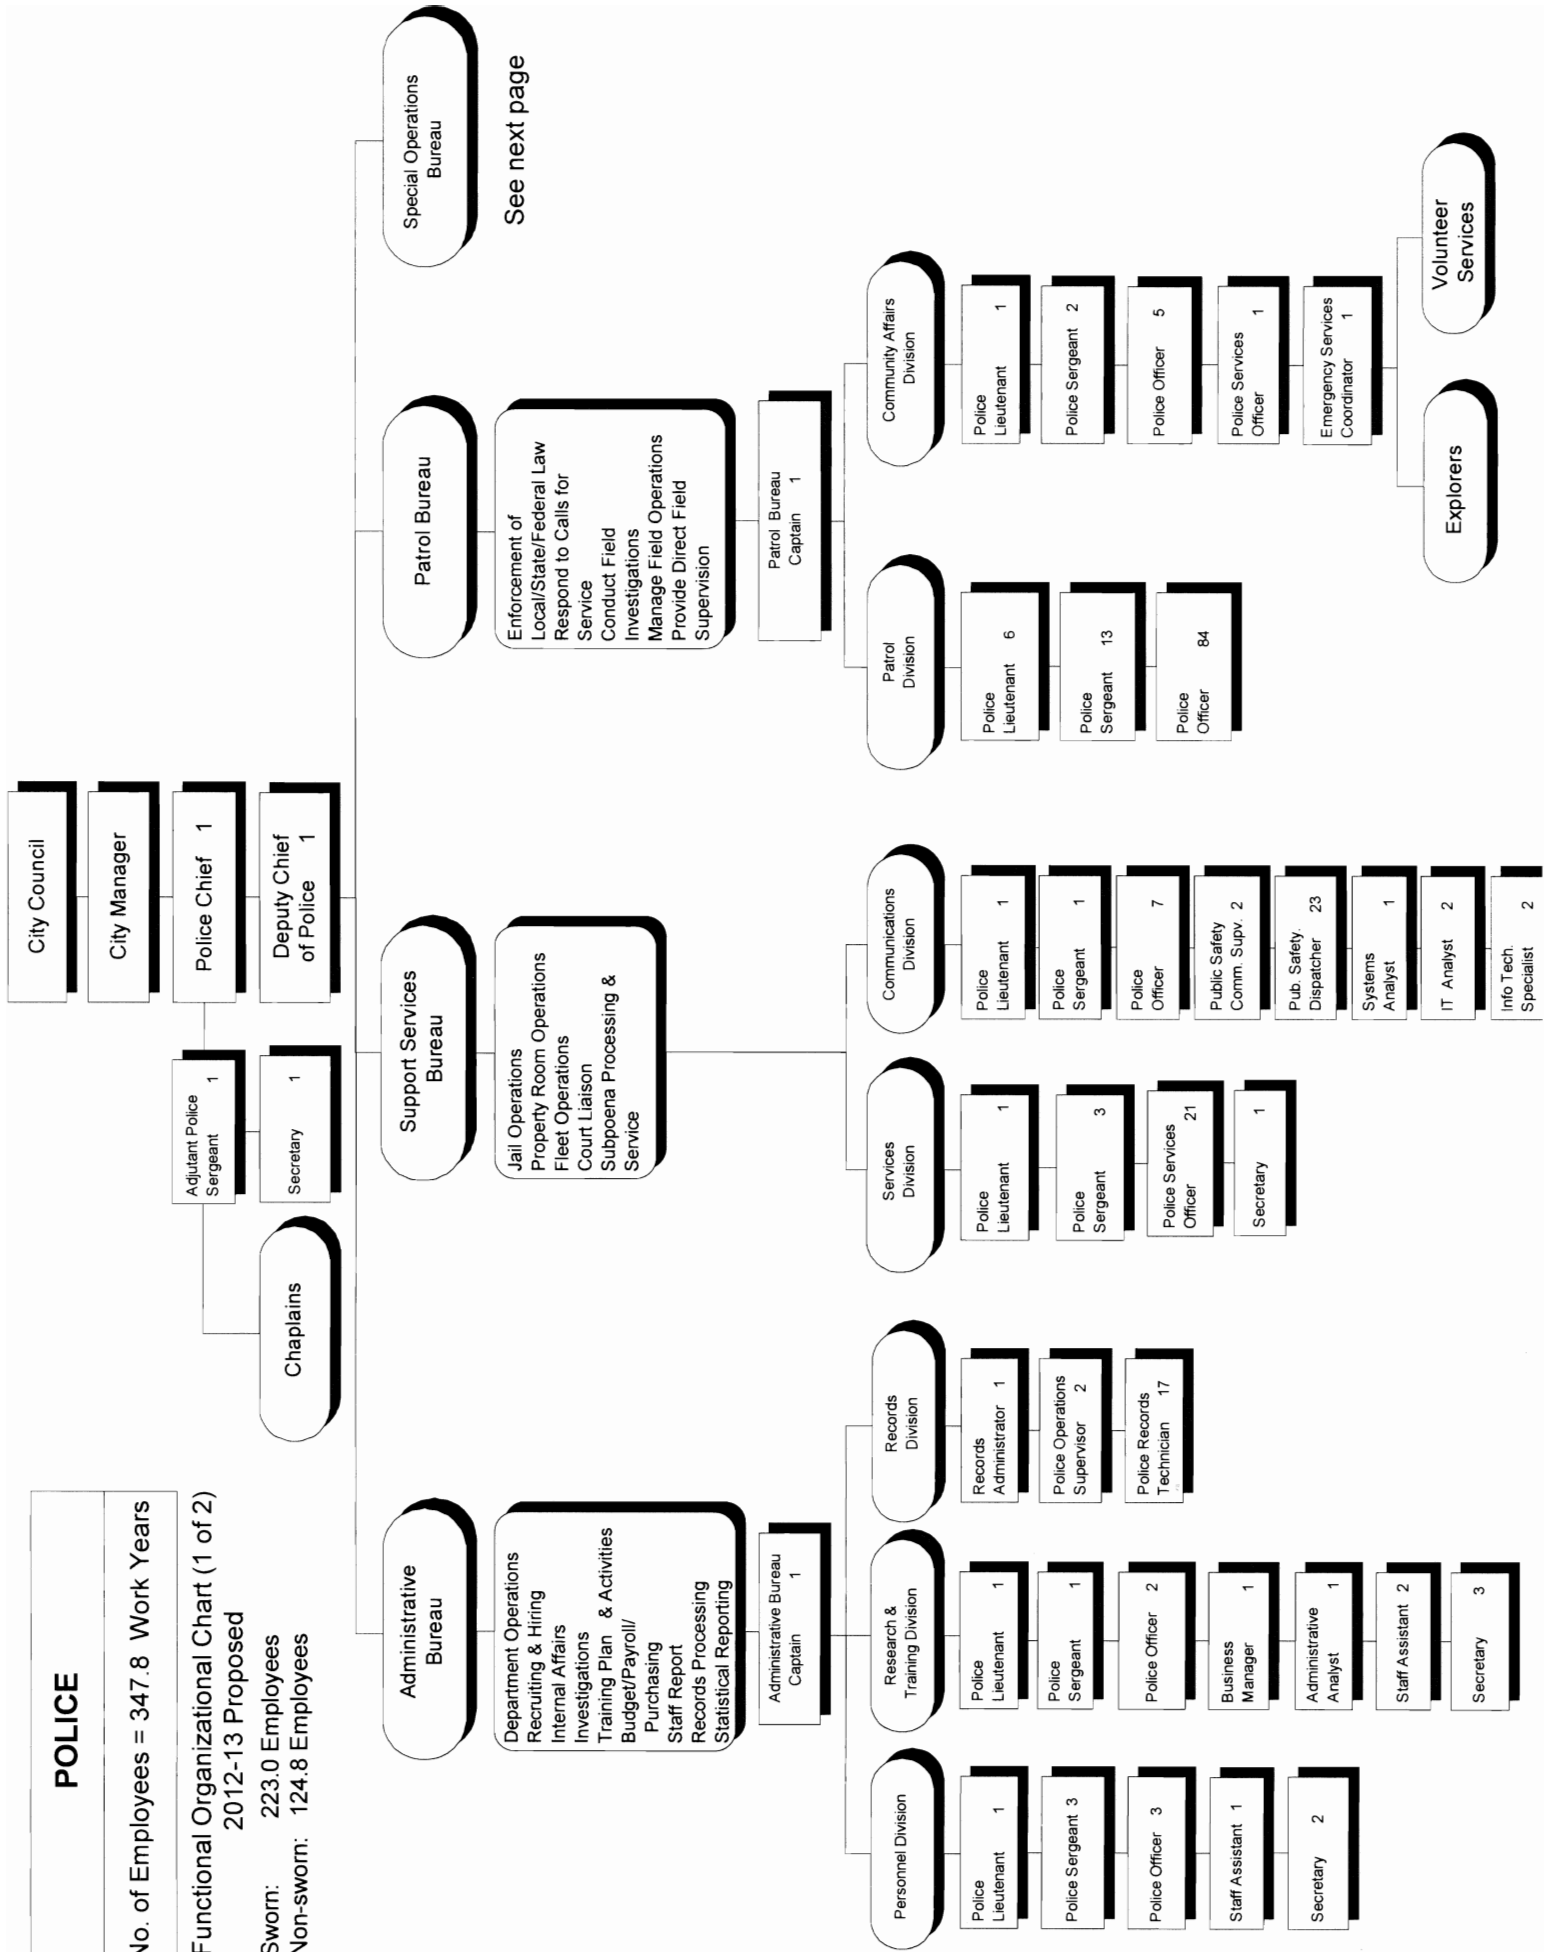 POLICE
No. of Employees = 347.8 Work Years
Functional Organizational Chart (1 of 2)
2012-13 Proposed
Sworn: 223.0 Employees
Non-sworn: 124.8 Employees
City Council
City Manager
Police Chief 1
Deputy Chief
of Police 1
Adjutant Police
Sergeant 1
Secretary 1
Chaplains
Administrative
Bureau
Department Operations
Recruiting & Hiring
Internal Affairs
Investigations
Training Plan & Activities
Budget/Payroll/
Purchasing
Staff Report
Records Processing
Statistical Reporting
Administrative Bureau
Captain 1
Personnel Division
Police
Lieutenant 1
Police Sergeant 3
Police Officer 3
Staff Assistant 1
Secretary 2
Research &
Training Division
Police
Lieutenant 1
Police
Sergeant 1
Police Officer 2
Business
Manager 1
Administrative
Analyst 1
Staff Assistant 2
Secretary 3
Records
Division
Records
Administrator 1
Police Operations
Supervisor 2
Police Records
Technician 17
Support Services
Bureau
Jail Operations
Property Room Operations
Fleet Operations
Court Liaison
Subpoena Processing &
Service
Services
Division
Police
Lieutenant 1
Police
Sergeant 3
Police Services
Officer 21
Secretary 1
Communications
Division
Police
Lieutenant 1
Police
Sergeant 1
Police
Officer 7
Public Safety
Comm. Supv. 2
Pub. Safety.
Dispatcher 23
Systems
Analyst 1
IT Analyst 2
Info Tech.
Specialist 2
Patrol Bureau
Enforcement of
Local/State/Federal Law
Respond to Calls for
Service
Conduct Field
Investigations
Manage Field Operations
Provide Direct Field
Supervision
Patrol Bureau
Captain 1
Patrol
Division
Police
Lieutenant 6
Police
Sergeant 13
Police
Officer 84
Community Affairs
Division
Police
Lieutenant 1
Police Sergeant 2
Police Officer 5
Police Services
Officer 1
Emergency Services
Coordinator 1
Explorers
Volunteer
Services
Special Operations
Bureau
See next page